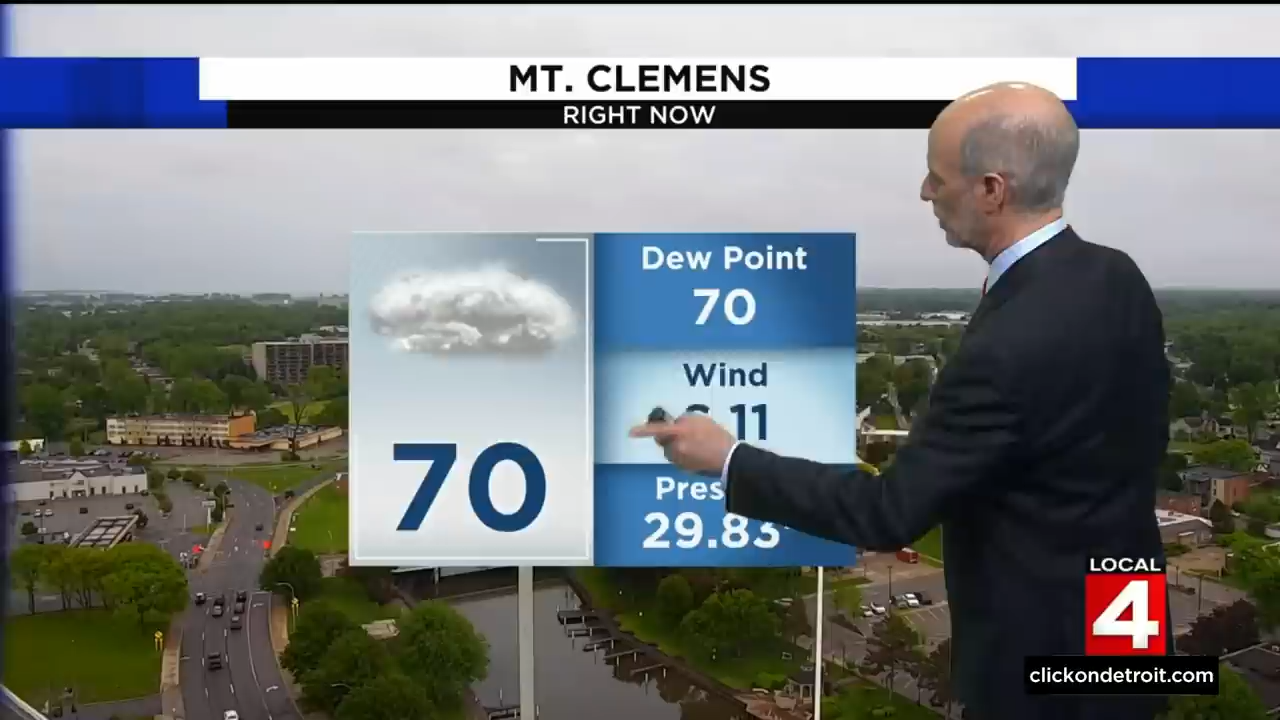 MT. CLEMENS
RIGHT NOW
Dew Point
70
Wind
11
70
29.83
LOCAL
4
clickondetroit.com